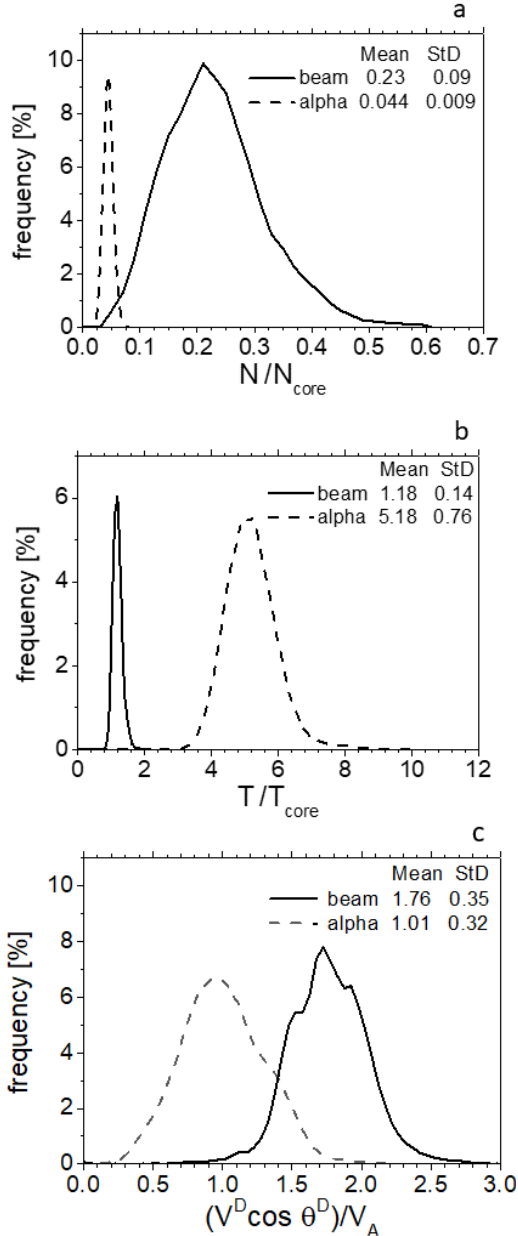 a
Mean StD
beam 0.23 0.09
alpha 0.044 0.009
frequency [%]
10
8
6
4
2
0
0.0 0.1 0.2 0.3 0.4 0.5 0.6 0.7
N/N_core
b
Mean StD
beam 1.18 0.14
alpha 5.18 0.76
frequency [%]
6
4
2
0
0 2 4 6 8 10 12
T/T_core
c
Mean StD
beam 1.76 0.35
alpha 1.01 0.32
frequency [%]
10
8
6
4
2
0
0.0 0.5 1.0 1.5 2.0 2.5 3.0
(V^D cos θ^D)/V_A